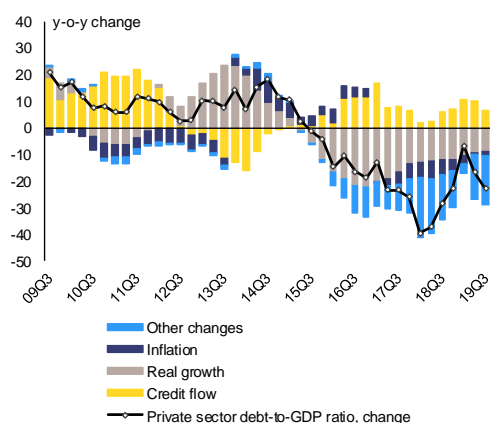 y-o-y change
40
30
20
10
0
-10
-20
-30
-40
-50
09Q3 10Q3 11Q3 12Q3 13Q3 14Q3 15Q3 16Q3 17Q3 18Q3 19Q3
Other changes
Inflation
Real growth
Credit flow
Private sector debt-to-GDP ratio, change